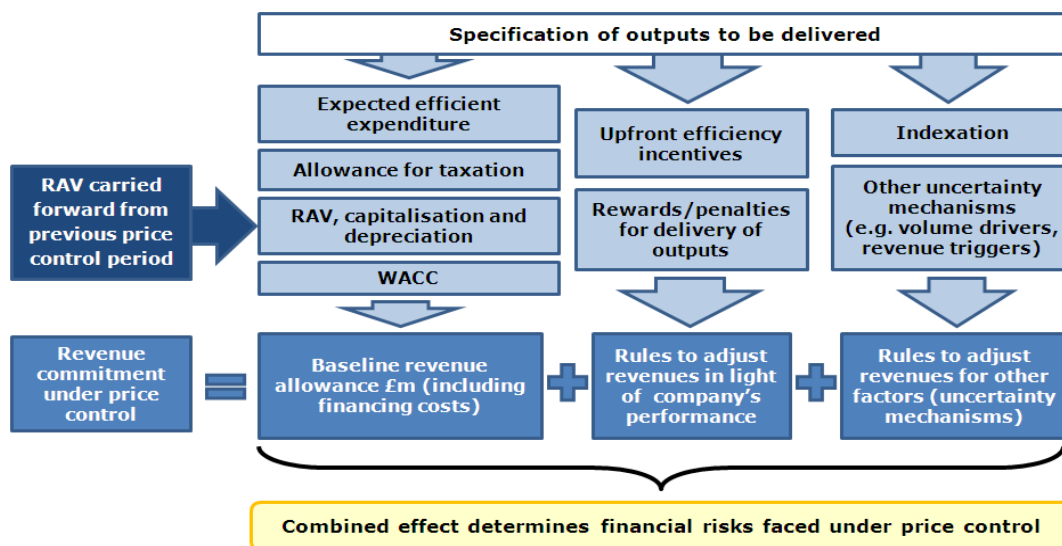 Specification of outputs to be delivered
Expected efficient
expenditure
Allowance for taxation
RAV, capitalisation and
depreciation
WACC
Upfront efficiency
incentives
Rewards/penalties
for delivery of
outputs
Indexation
Other uncertainty
mechanisms
(e.g. volume drivers,
revenue triggers)
RAV carried
forward from
previous price
control period
Revenue
commitment
under price
control
=
Baseline revenue
allowance £m (including
financing costs)
+
Rules to adjust
revenues in light
of company's
performance
+
Rules to adjust
revenues for other
factors (uncertainty
mechanisms)
Combined effect determines financial risks faced under price control